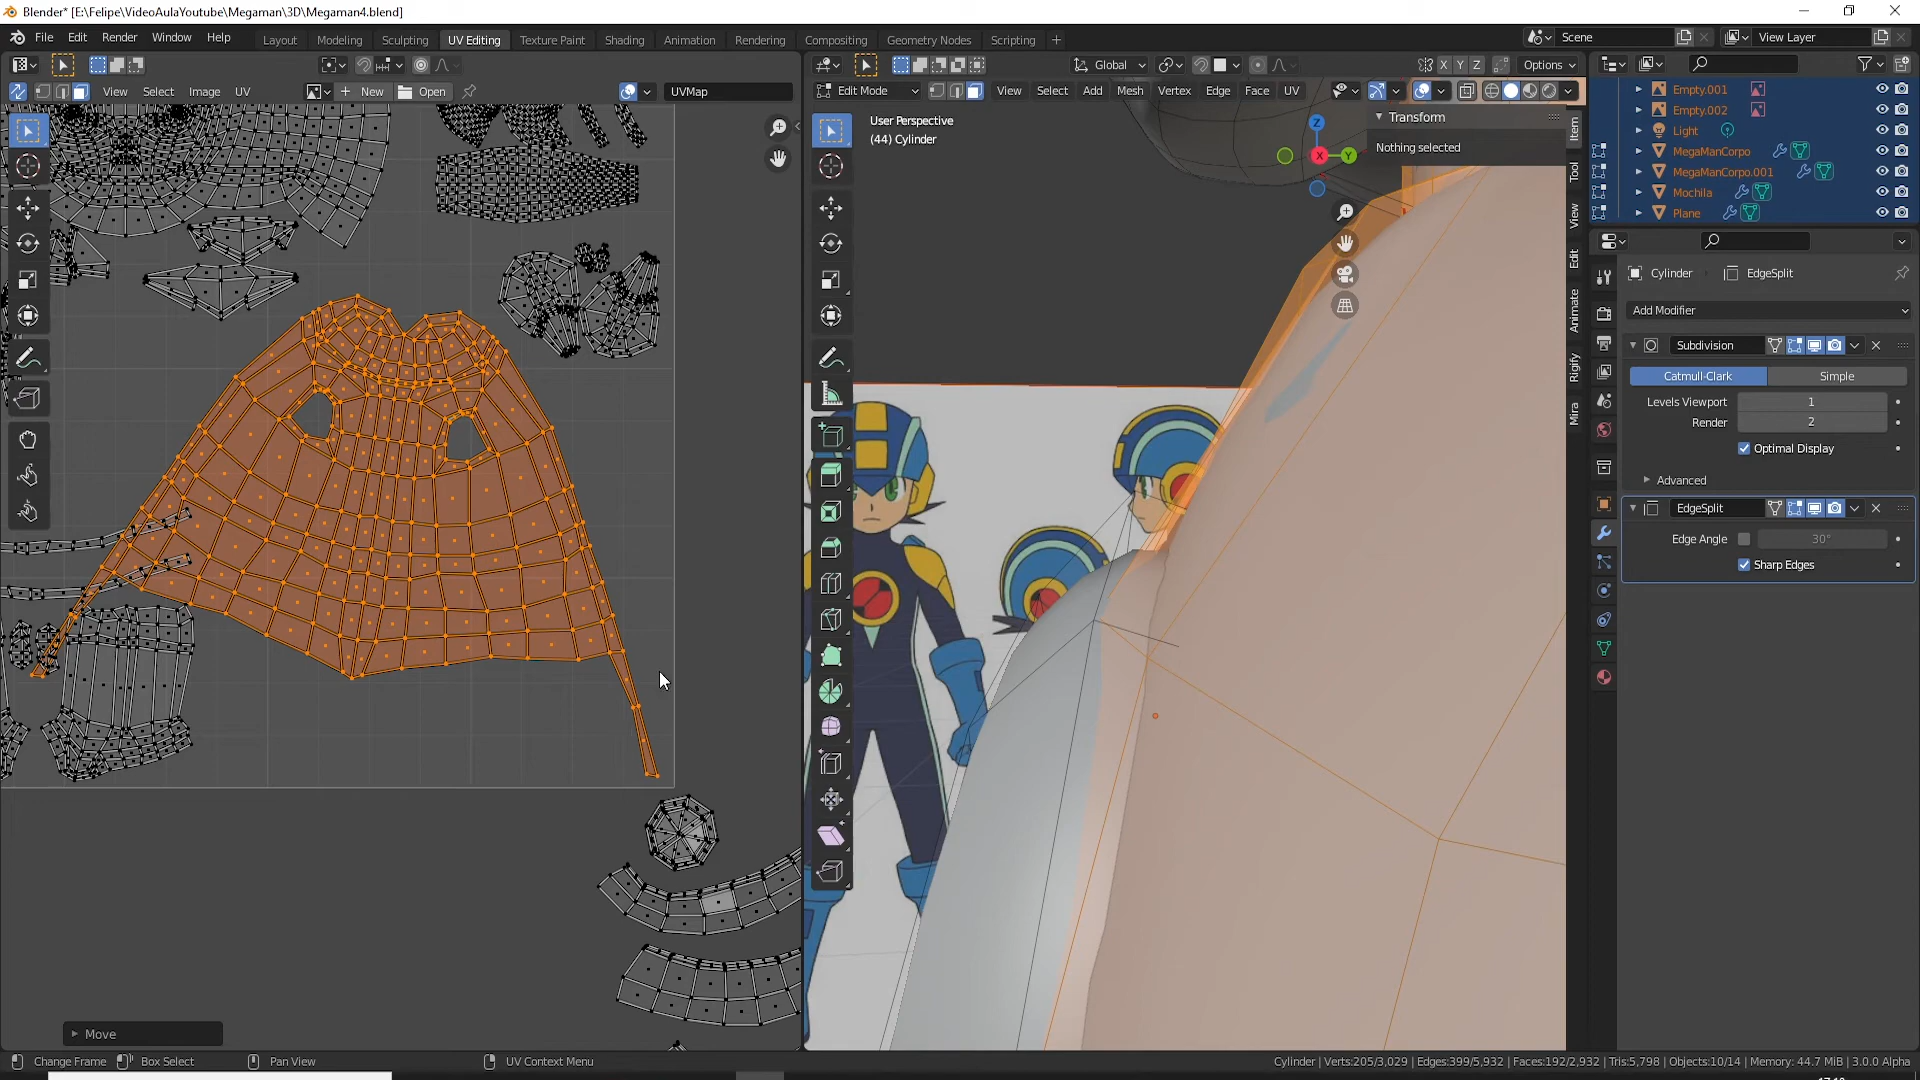 Blender* [E:\Felipe\VideoAulaYoutube\Megaman\3D\Megaman4.blend]
File Edit Render Window Help Layout Modeling Sculpting UV Editing Texture Paint Shading Animation Rendering Compositing Geometry Nodes Scripting + Scene View Layer
Global X Y Z Options
View Select Image UV New Open UVMap Edit Mode View Select Add Mesh Vertex Edge Face UV
User Perspective
(44) Cylinder
Transform
Nothing selected
Z
X
Y
Item
Tool
View
Edit
Animate
Rigify
Mira
Empty.001
Empty.002
Light
MegaManCorpo
MegaManCorpo.001
Mochila
Plane
Cylinder EdgeSplit
Add Modifier
Subdivision
Catmull-Clark Simple
Levels Viewport 1
Render 2
Optimal Display
Advanced
EdgeSplit
Edge Angle 30°
Sharp Edges
Move
Change Frame Box Select Pan View UV Context Menu Cylinder | Verts:205/3,029 | Edges:399/5,932 | Faces:192/2,932 | Tris:5,798 | Objects:10/14 | Memory: 44.7 MiB | 3.0.0 Alpha